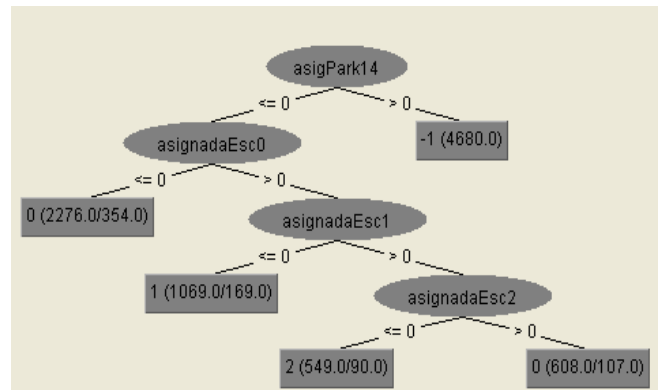 asigPark14
<= 0 > 0
asignadaEsc0 -1 (4680.0)
<= 0 > 0
0 (2276.0/354.0) asignadaEsc1
<= 0 > 0
1 (1069.0/169.0) asignadaEsc2
<= 0 > 0
2 (549.0/90.0) 0 (608.0/107.0)